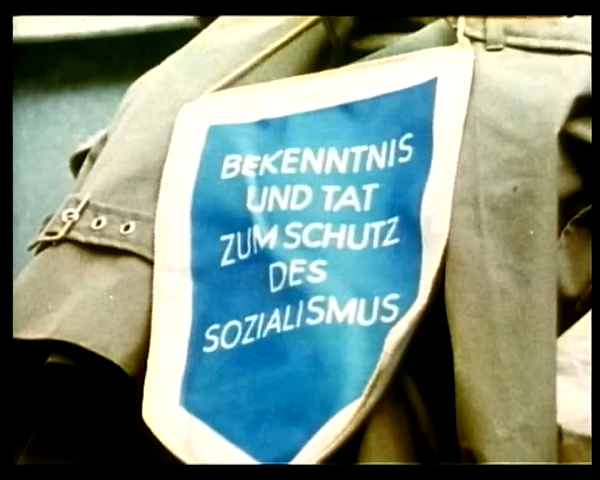 BEKENNTNIS
UND TAT
ZUM SCHUTZ
DES
SOZIALISMUS